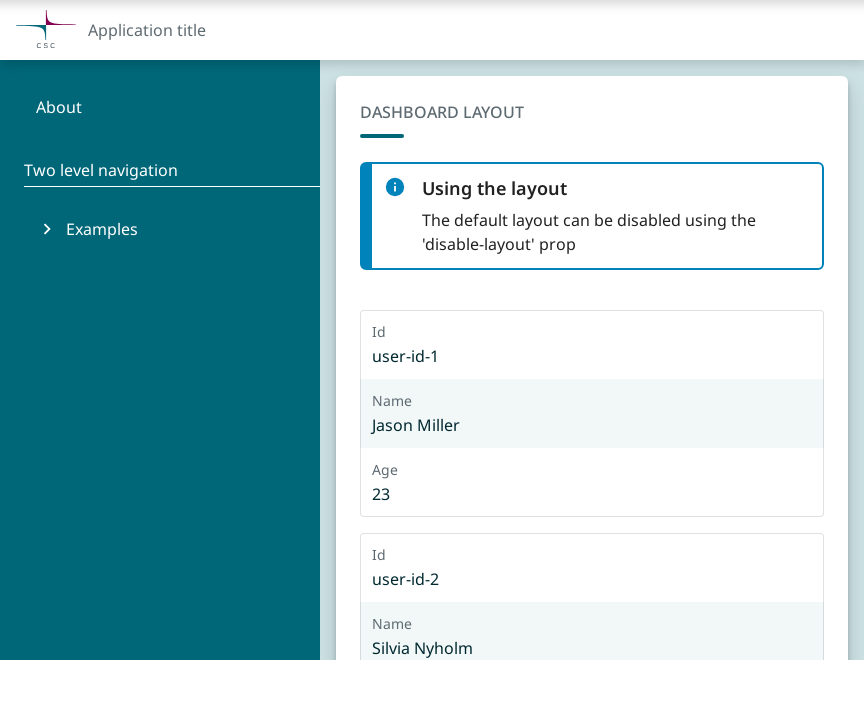 CSC
Application title
About
Two level navigation
Examples
DASHBOARD LAYOUT
Using the layout
The default layout can be disabled using the
'disable-layout' prop
Id
user-id-1
Name
Jason Miller
Age
23
Id
user-id-2
Name
Silvia Nyholm